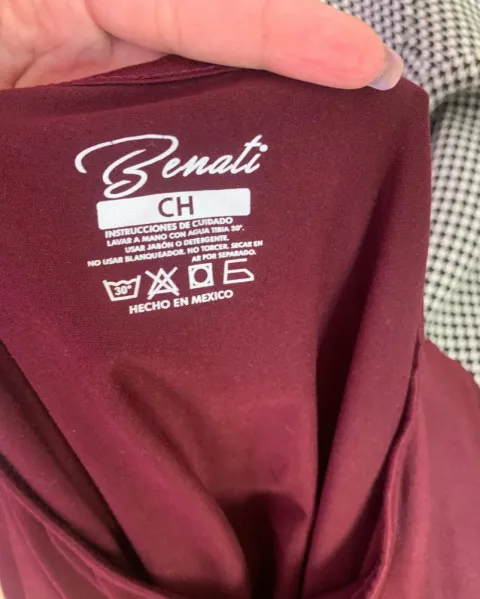 Benati
CH
INSTRUCCIONES DE CUIDADO
LAVAR A MANO CON AGUA TIBIA 30°.
USAR JABÓN O DETERGENTE.
NO USAR BLANQUEADOR. NO TORCER. SECAR EN
AR POR SEPARADO.
30°
HECHO EN MEXICO